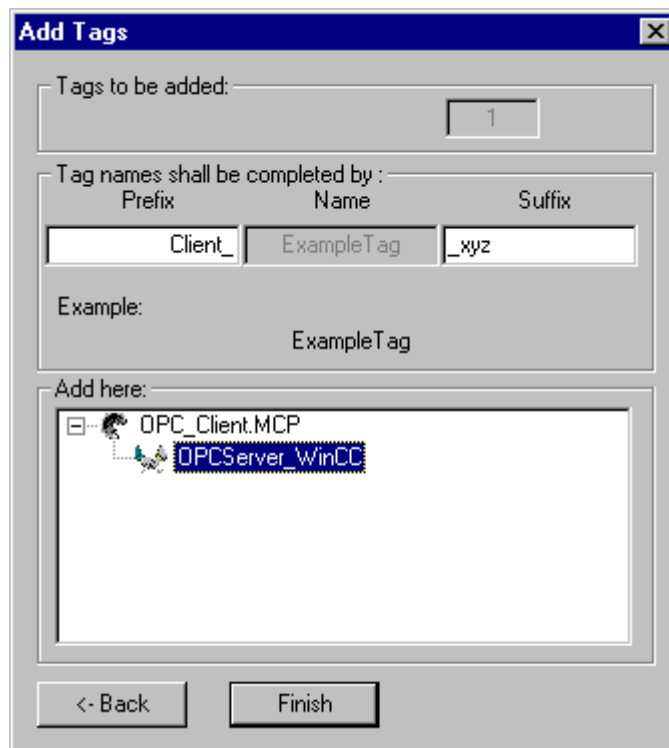 Add Tags
Tags to be added:
1
Tag names shall be completed by :
Prefix Name Suffix
Client_ ExampleTag _xyz
Example:
ExampleTag
Add here:
OPC_Client.MCP
OPCServer_WinCC
<- Back Finish